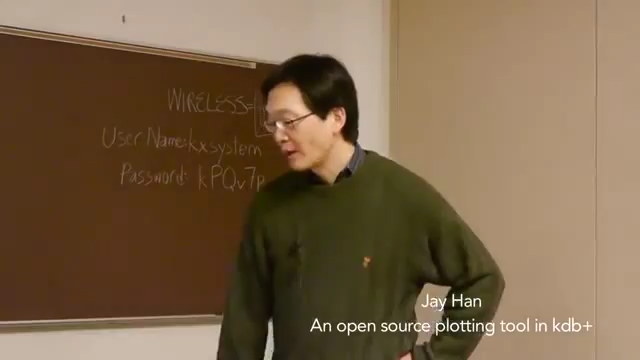 WIRELESS=
User Name: kxsystem
Password: kPQv7p
Jay Han
An open source plotting tool in kdb+